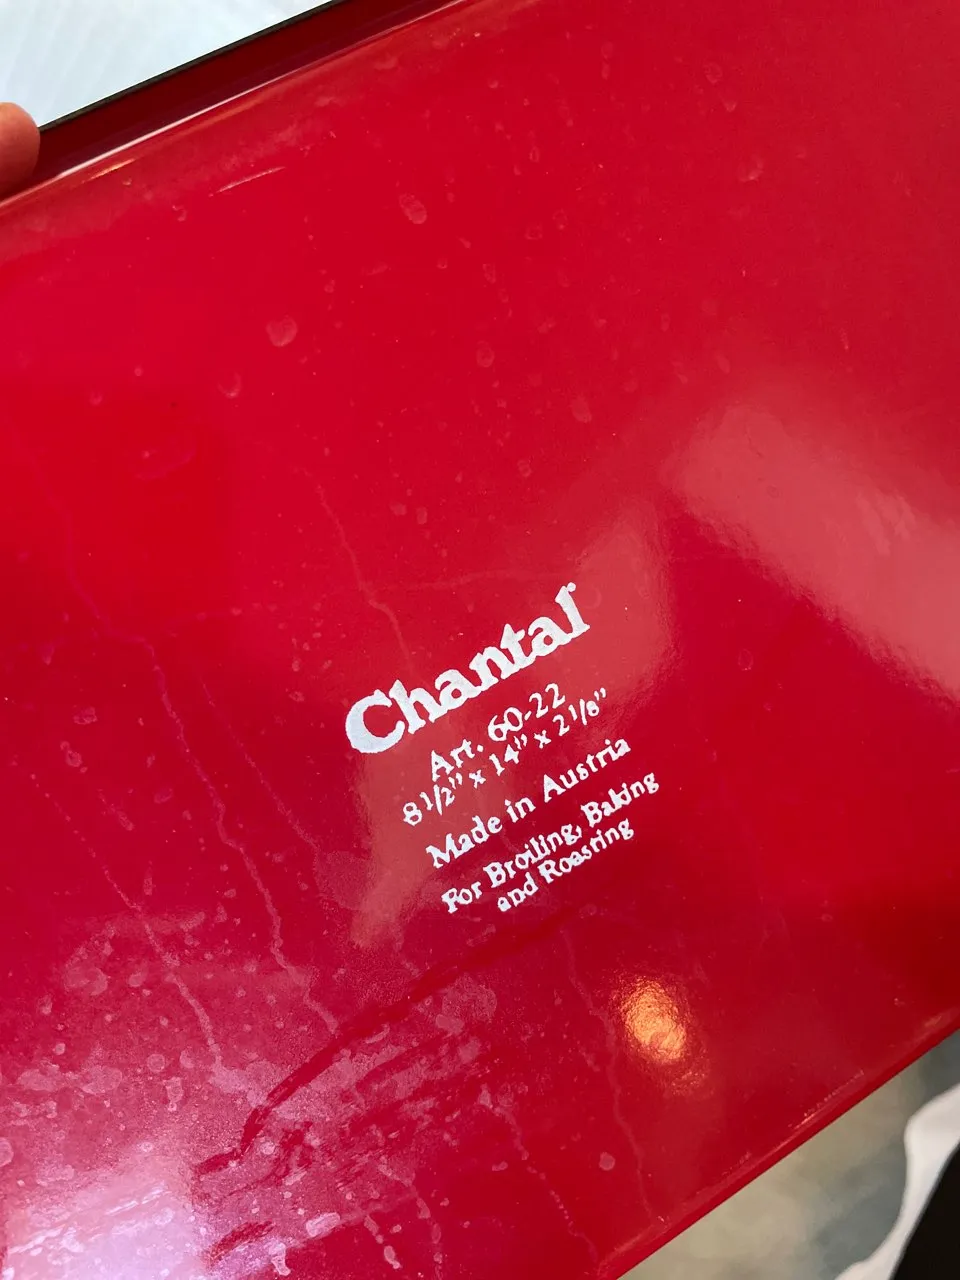 Chantal
Art. 60-22
8 1/2" x 14" x 2 1/8"
Made in Austria
For Broiling, Baking
and Roasting